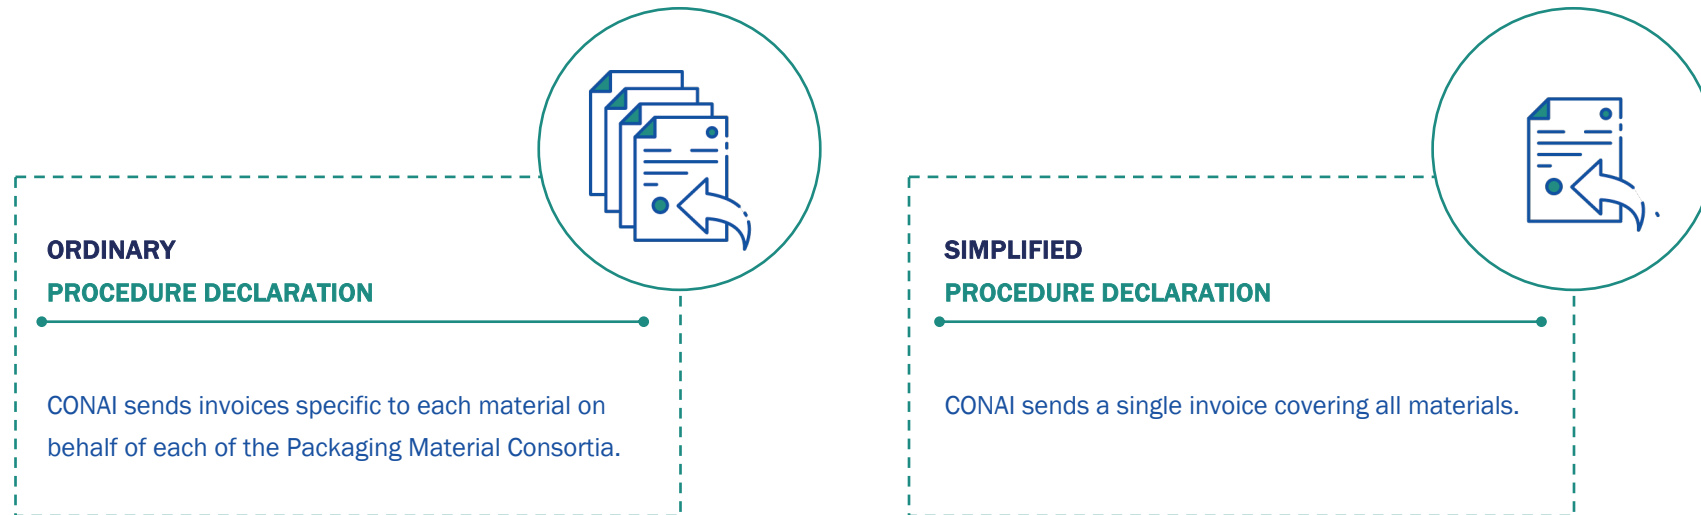 ORDINARY
PROCEDURE DECLARATION
CONAI sends invoices specific to each material on
behalf of each of the Packaging Material Consortia.
SIMPLIFIED
PROCEDURE DECLARATION
CONAI sends a single invoice covering all materials.